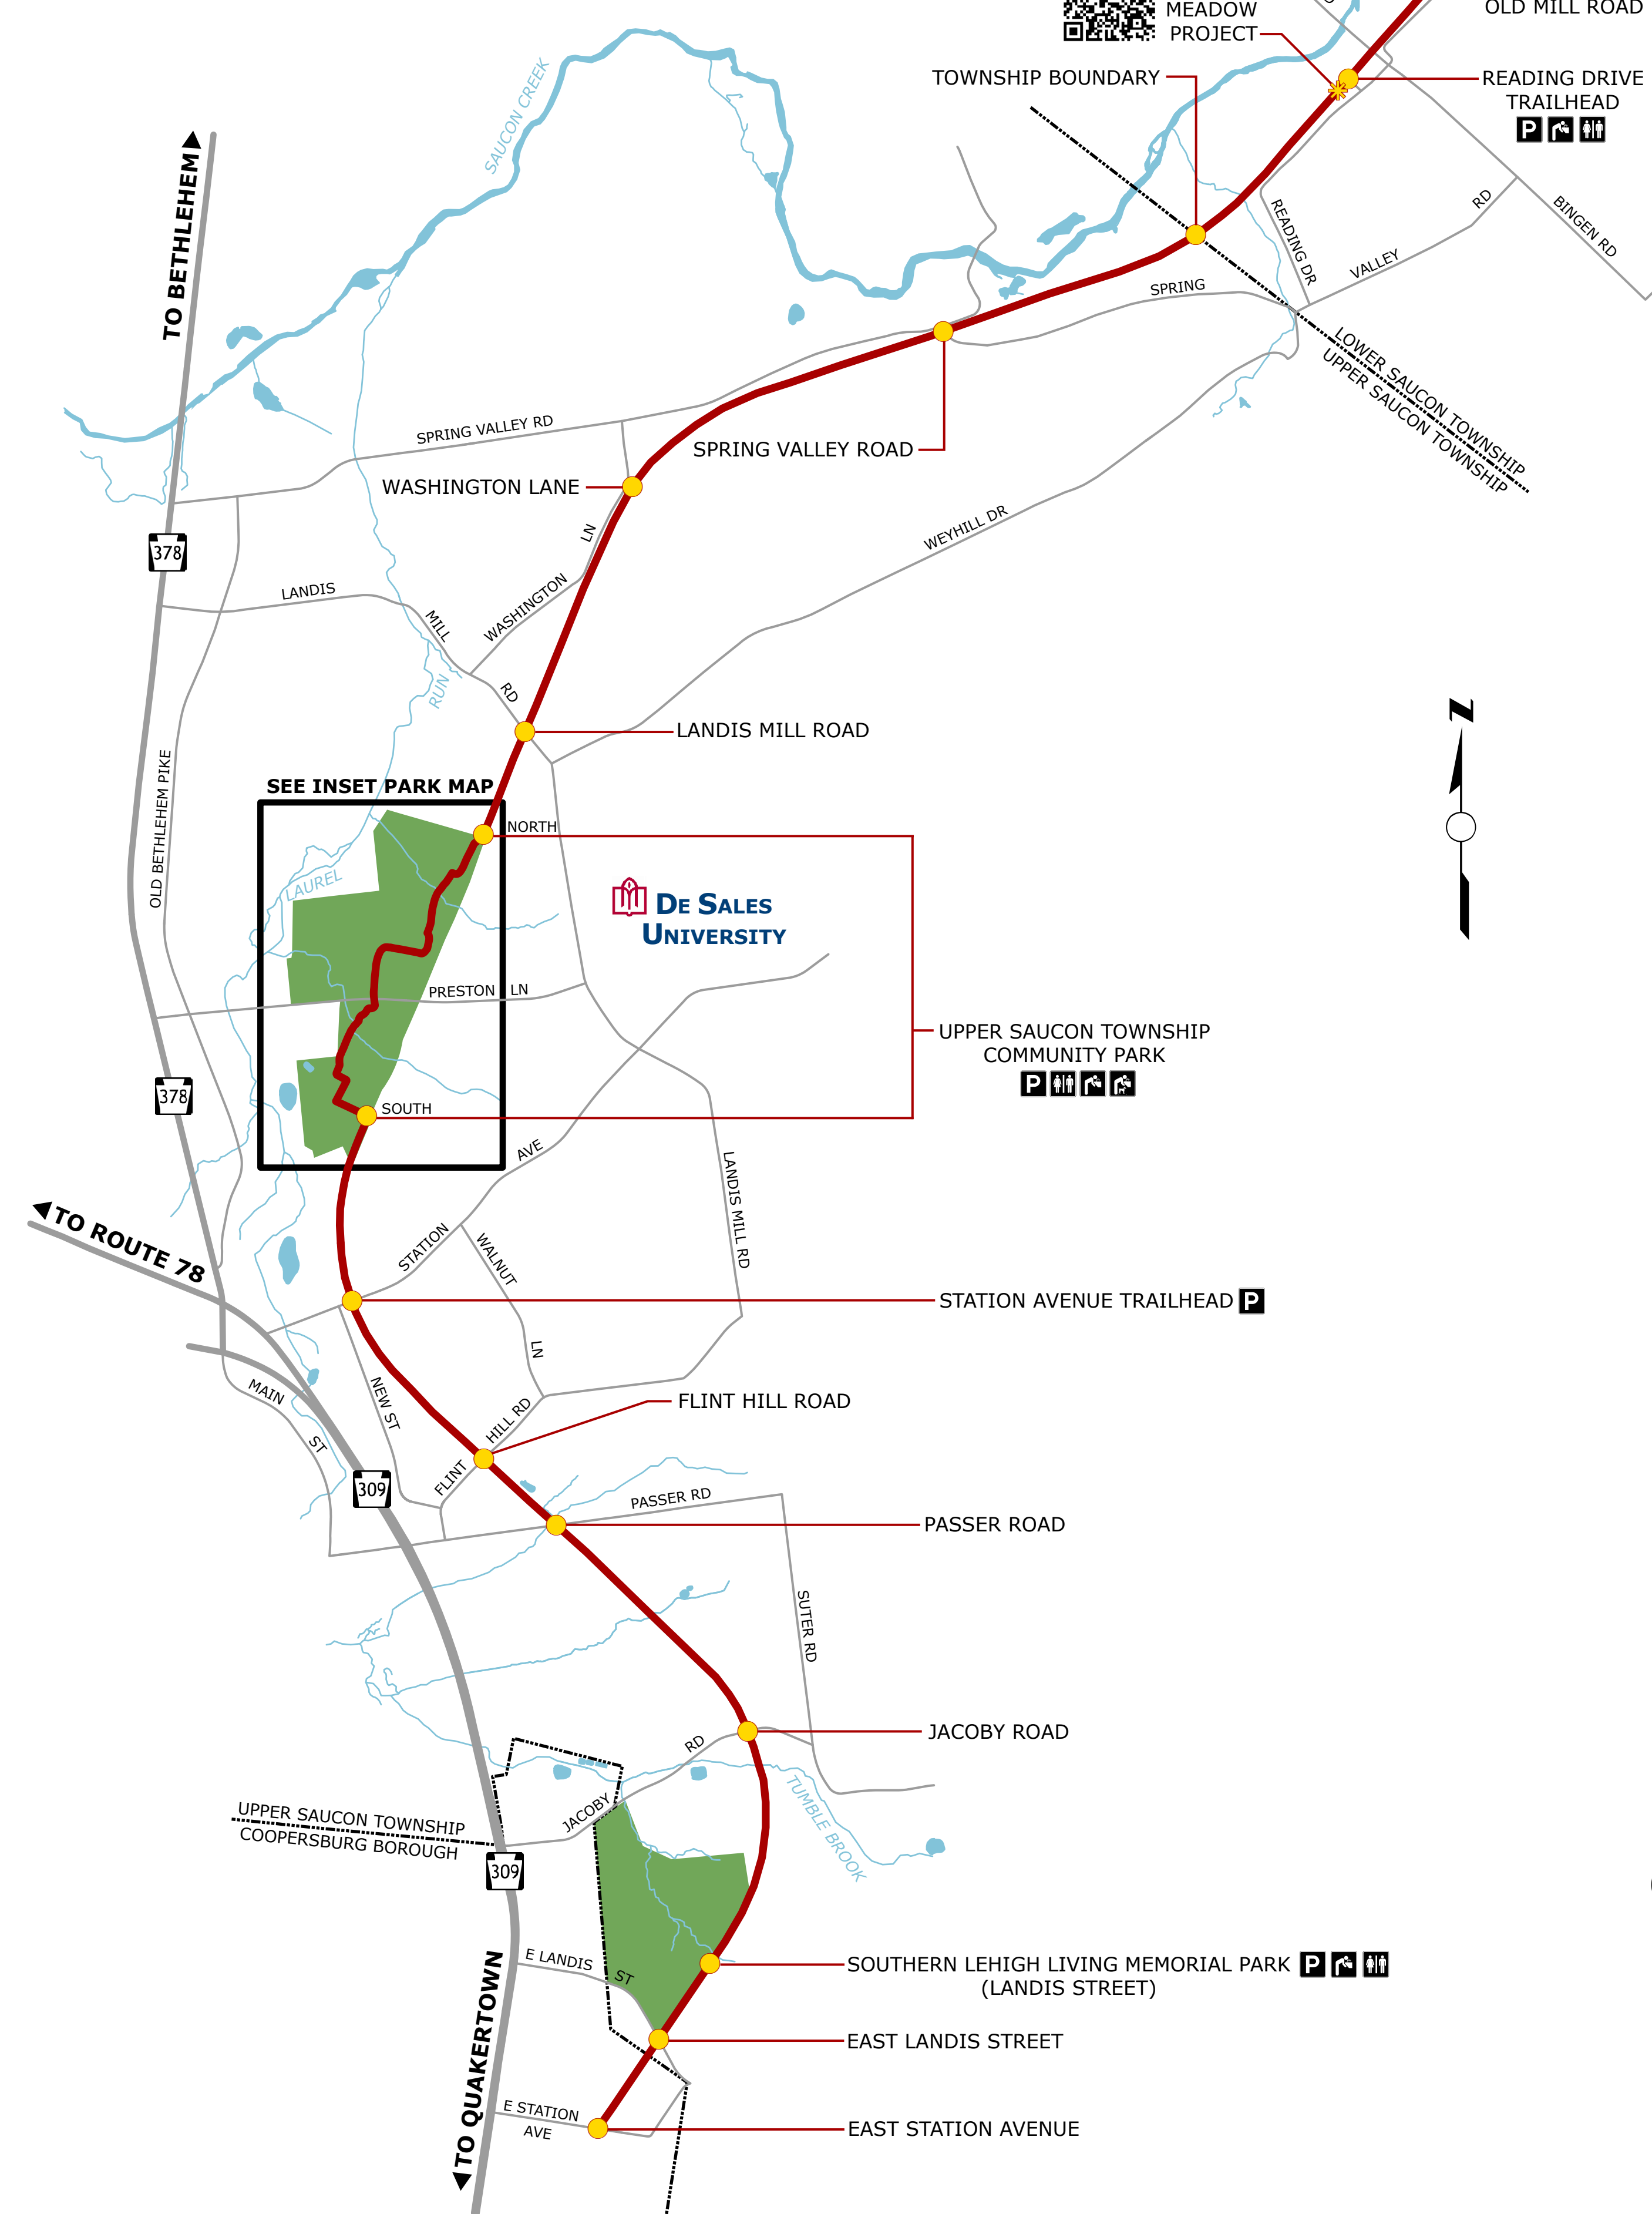 MEADOW
PROJECT
OLD MILL ROAD
TOWNSHIP BOUNDARY
READING DRIVE
TRAILHEAD
P
SAUCON CREEK
TO BETHLEHEM
READING DR
RD
BINGEN RD
VALLEY
SPRING
LOWER SAUCON TOWNSHIP
UPPER SAUCON TOWNSHIP
SPRING VALLEY RD
SPRING VALLEY ROAD
WASHINGTON LANE
LN
WEYHILL DR
378
LANDIS
WASHINGTON
MILL
RD
RUN
LANDIS MILL ROAD
OLD BETHLEHEM PIKE
SEE INSET PARK MAP
NORTH
LAUREL
DE SALES
UNIVERSITY
PRESTON LN
UPPER SAUCON TOWNSHIP
COMMUNITY PARK
P
378
SOUTH
AVE
LANDIS MILL RD
TO ROUTE 78
STATION
WALNUT
STATION AVENUE TRAILHEAD P
LN
MAIN
NEW ST
FLINT HILL ROAD
HILL RD
ST
FLINT
309
PASSER RD
PASSER ROAD
SUTER RD
JACOBY ROAD
RD
TUMBLE BROOK
JACOBY
UPPER SAUCON TOWNSHIP
COOPERSBURG BOROUGH
309
E LANDIS
ST
SOUTHERN LEHIGH LIVING MEMORIAL PARK P
(LANDIS STREET)
TO QUAKERTOWN
EAST LANDIS STREET
E STATION
AVE
EAST STATION AVENUE